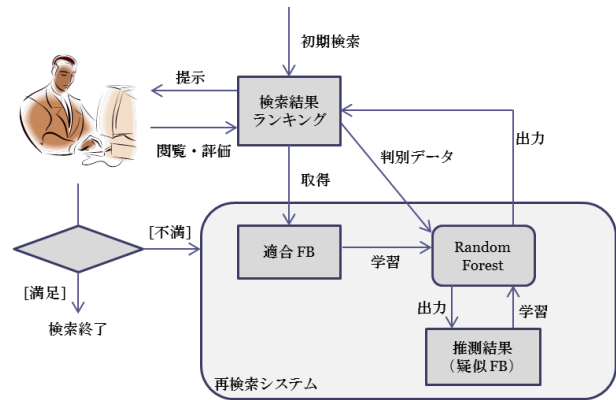 初期検索
提示
検索結果
ランキング
閲覧・評価
出力
判別データ
取得
[不満]
適合 FB
Random
Forest
学習
[満足]
出力
学習
検索終了
推測結果
（疑似 FB）
再検索システム